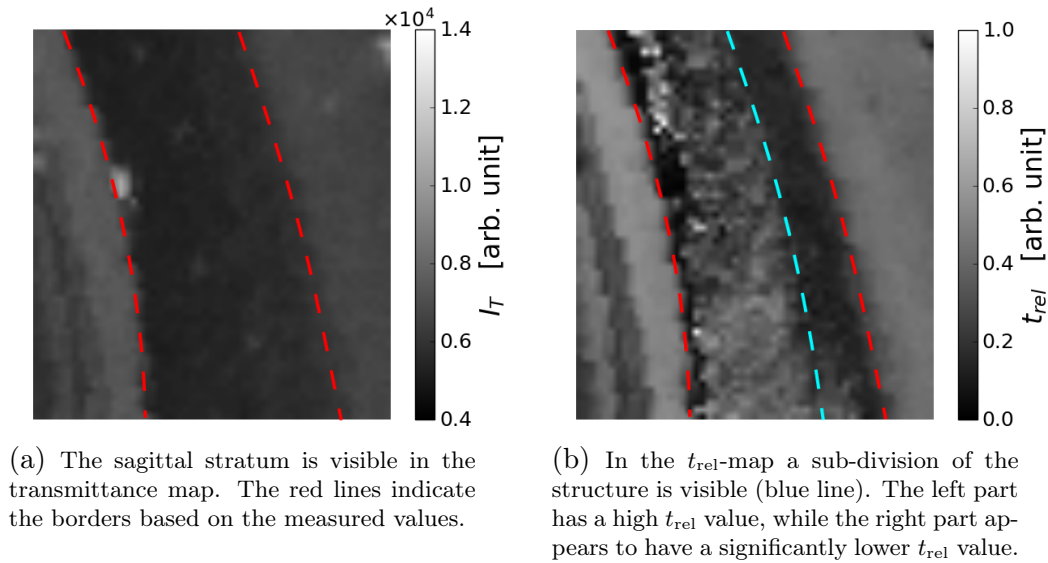 ×10⁴
1.4
1.2
1.0
0.8
0.6
0.4
I_T [arb. unit]
1.0
0.8
0.6
0.4
0.2
0.0
t_rel [arb. unit]
(a) The sagittal stratum is visible in the
transmittance map. The red lines indicate
the borders based on the measured values.
(b) In the t_rel-map a sub-division of the
structure is visible (blue line). The left part
has a high t_rel value, while the right part ap-
pears to have a significantly lower t_rel value.